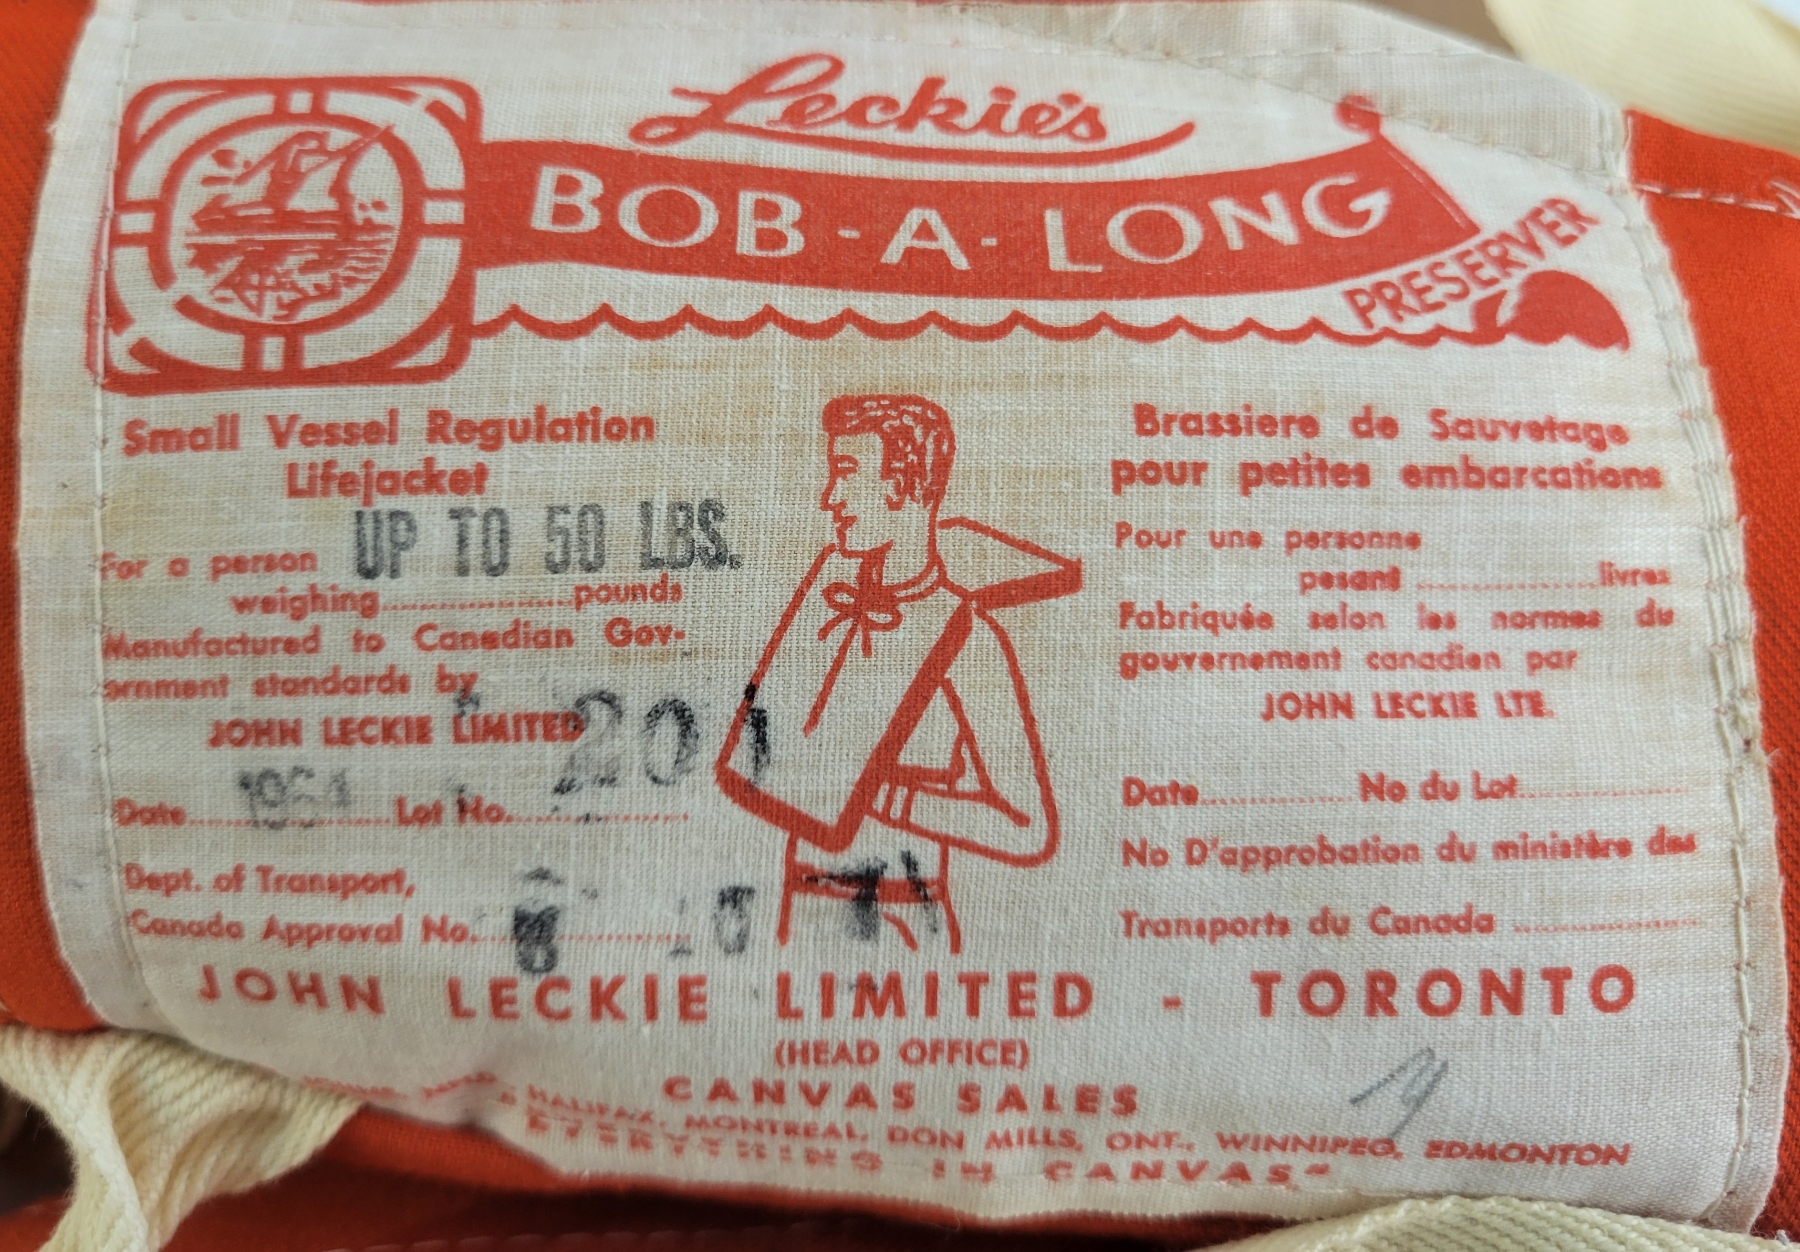 Leckie's
BOB-A-LONG
PRESERVER
Small Vessel Regulation
Lifejacket
UP TO 50 LBS.
For a person
weighing....................pounds
Manufactured to Canadian Gov-
ernment standards by
JOHN LECKIE LIMITED
201
Date.................... Lot No....................
Dept. of Transport,
Canada Approval No.....................
Brassiere de Sauvetage
pour petites embarcations
Pour une personne
pesant ....................livres
Fabriquée selon les normes du
gouvernement canadien par
JOHN LECKIE LTE.
Date................ No du Lot....................
No D'approbation du ministère des
Transports du Canada ....................
JOHN LECKIE LIMITED - TORONTO
(HEAD OFFICE)
CANVAS SALES
HALIFAX, MONTREAL, DON MILLS, ONT., WINNIPEG, EDMONTON
EVERYTHING IN CANVAS"